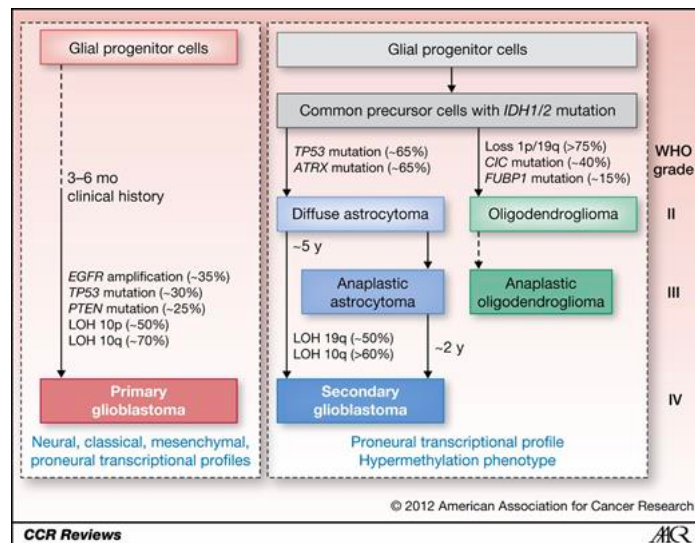 Glial progenitor cells
3–6 mo
clinical history
EGFR amplification (~35%)
TP53 mutation (~30%)
PTEN mutation (~25%)
LOH 10p (~50%)
LOH 10q (~70%)
Primary
glioblastoma
Neural, classical, mesenchymal,
proneural transcriptional profiles
Glial progenitor cells
Common precursor cells with IDH1/2 mutation
TP53 mutation (~65%)
ATRX mutation (~65%)
Loss 1p/19q (>75%)
CIC mutation (~40%)
FUBP1 mutation (~15%)
WHO
grade
Diffuse astrocytoma
Oligodendroglioma
II
~5 y
Anaplastic
astrocytoma
Anaplastic
oligodendroglioma
III
LOH 19q (~50%)
LOH 10q (>60%)
~2 y
Secondary
glioblastoma
IV
Proneural transcriptional profile
Hypermethylation phenotype
© 2012 American Association for Cancer Research
CCR Reviews
AACR